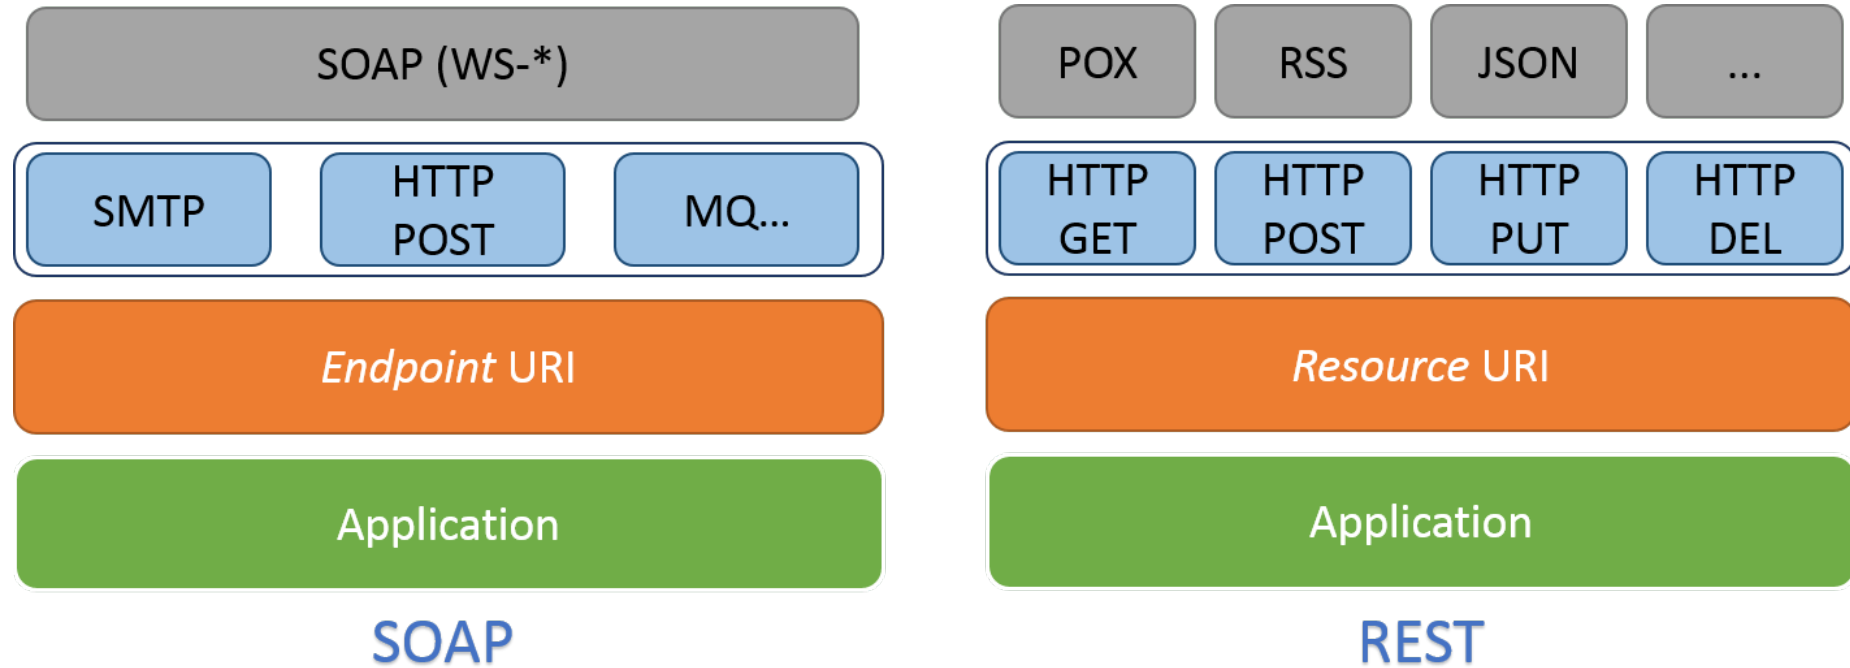 SOAP (WS-*)
SMTP
HTTP
POST
MQ...
Endpoint URI
Application
SOAP
POX
RSS
JSON
...
HTTP
GET
HTTP
POST
HTTP
PUT
HTTP
DEL
Resource URI
Application
REST